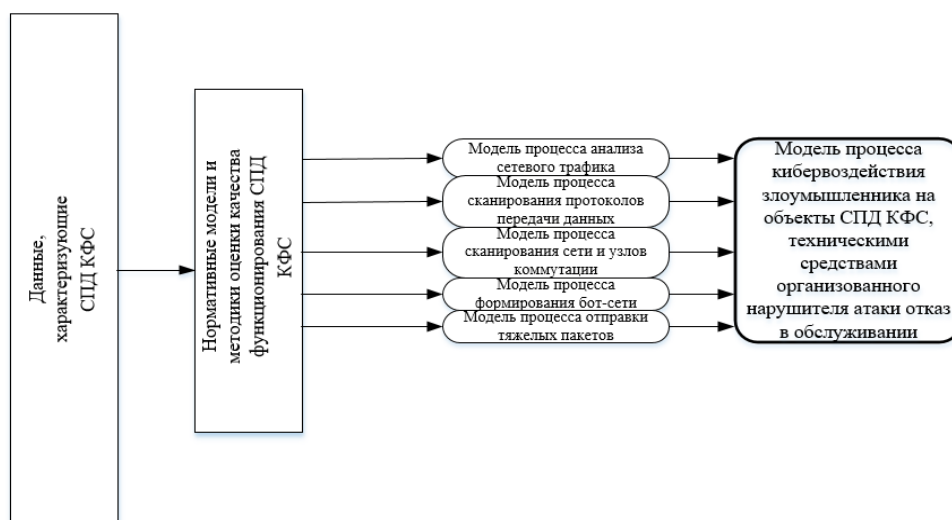 Данные,
характеризующие
СПД КФС
Нормативные модели и
методики оценки качества
функционирования СПД
КФС
Модель процесса анализа
сетевого трафика
Модель процесса
сканирования протоколов
передачи данных
Модель процесса
сканирования сети и узлов
коммутации
Модель процесса
формирования бот-сети
Модель процесса отправки
тяжелых пакетов
Модель процесса
кибервоздействия
злоумышленника на
объекты СПД КФС,
техническими
средствами
организованного
нарушителя атаки отказ
в обслуживании